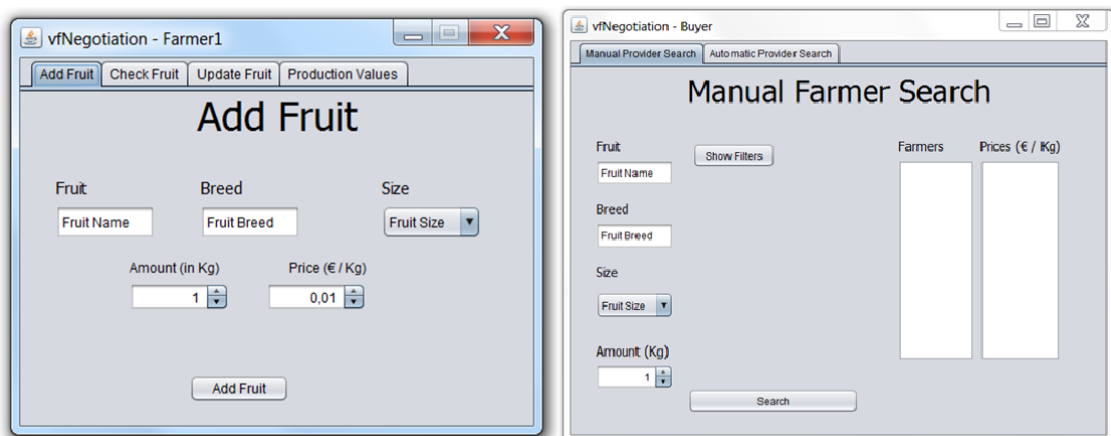 vfNegotiation - Farmer1
Add Fruit Check Fruit Update Fruit Production Values
Add Fruit
Fruit Breed Size
Fruit Name Fruit Breed Fruit Size
Amount (in Kg) Price (€ / Kg)
1 0,01
Add Fruit
vfNegotiation - Buyer
Manual Provider Search Automatic Provider Search
Manual Farmer Search
Fruit Show Filters Farmers Prices (€ / Kg)
Fruit Name
Breed
Fruit Breed
Size
Fruit Size
Amount (Kg)
1
Search